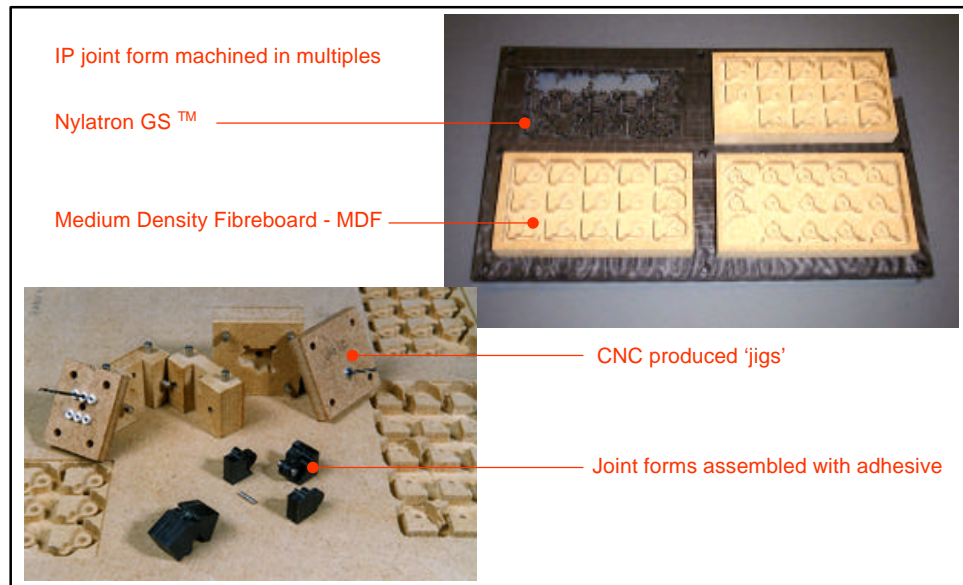 IP joint form machined in multiples
Nylatron GS ™
Medium Density Fibreboard - MDF
CNC produced ‘jigs’
Joint forms assembled with adhesive